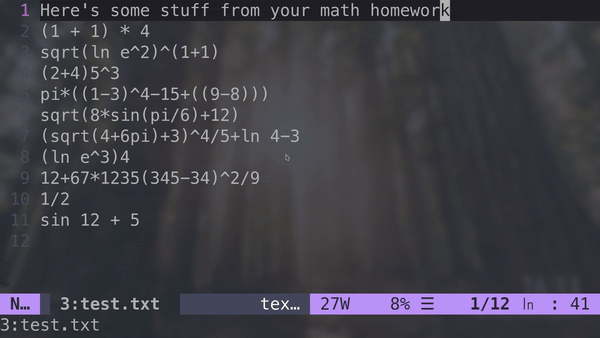 1 Here's some stuff from your math homework
2 (1 + 1) * 4
3 sqrt(ln e^2)^(1+1)
4 (2+4)5^3
5 pi*((1-3)^4-15+((9-8)))
6 sqrt(8*sin(pi/6)+12)
7 (sqrt(4+6pi)+3)^4/5+ln 4-3
8 (ln e^3)4
9 12+67*1235(345-34)^2/9
10 1/2
11 sin 12 + 5
12
N… 3:test.txt tex… 27W 8% ☰ 1/12 ln : 41
3:test.txt